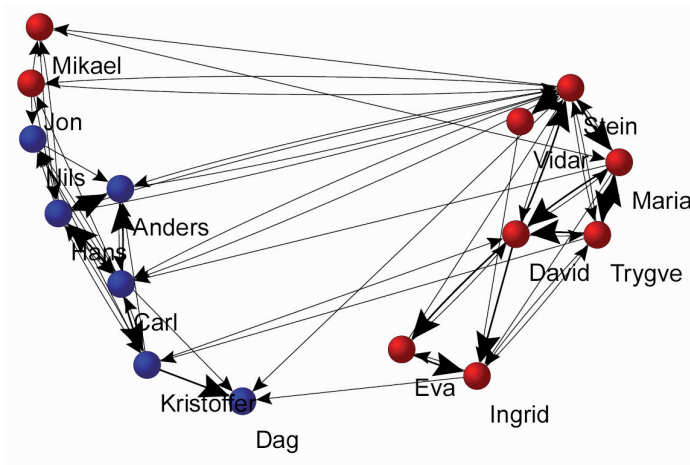 Mikael
Jon
Stein
Vidar
Nils
Maria
Anders
Hans
David
Trygve
Carl
Eva
Kristoffer
Ingrid
Dag